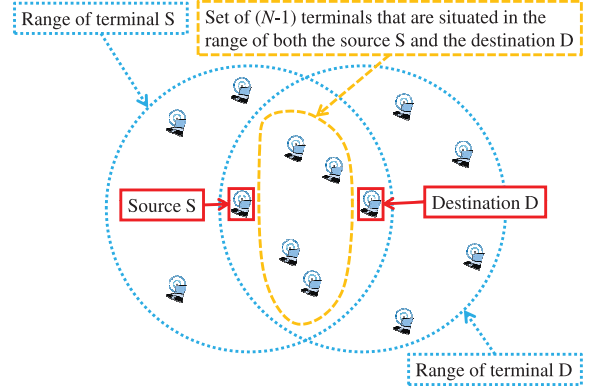 Range of terminal S
Set of (N-1) terminals that are situated in the
range of both the source S and the destination D
Source S
Destination D
Range of terminal D